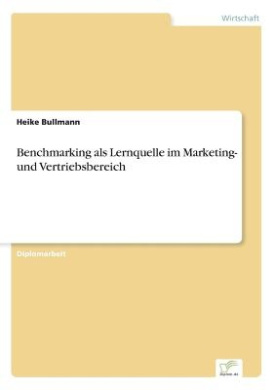 Wirtschaft
Heike Bullmann
Benchmarking als Lernquelle im Marketing-
und Vertriebsbereich
Diplomarbeit